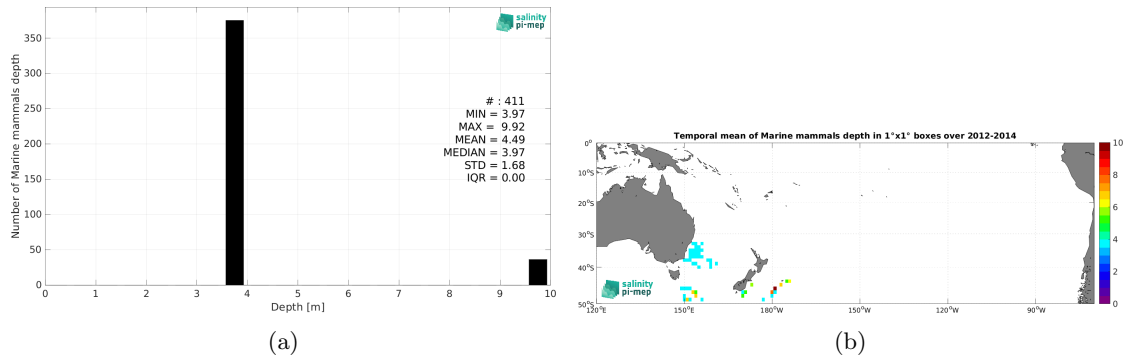 350
300
250
200
150
100
50
0
Number of Marine mammals depth
0 1 2 3 4 5 6 7 8 9 10
Depth [m]
salinity
pi-mep
# : 411
MIN = 3.97
MAX = 9.92
MEAN = 4.49
MEDIAN = 3.97
STD = 1.68
IQR = 0.00
(a)
Temporal mean of Marine mammals depth in 1°x1° boxes over 2012-2014
0°
10°S
20°S
30°S
40°S
50°S
120°E 150°E 180°W 150°W 120°W 90°W
salinity
pi-mep
10
8
6
4
2
0
(b)